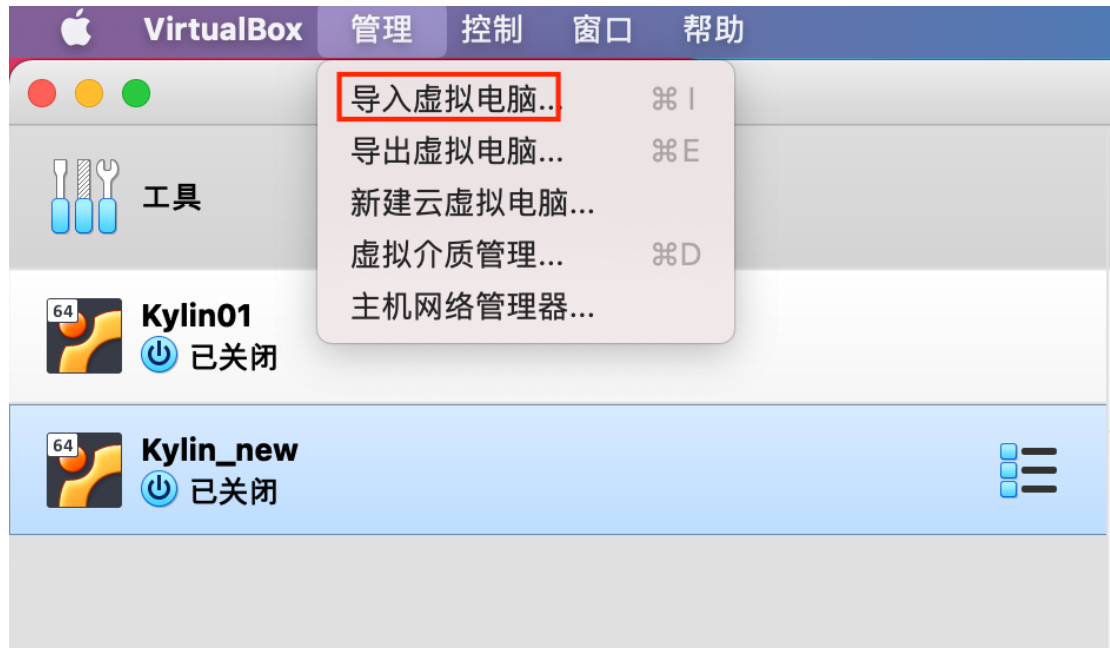 VirtualBox 管理 控制 窗口 帮助
导入虚拟电脑... ⌘ I
导出虚拟电脑... ⌘ E
新建云虚拟电脑...
虚拟介质管理... ⌘D
主机网络管理器...
工具
64 Kylin01
已关闭
64 Kylin_new
已关闭